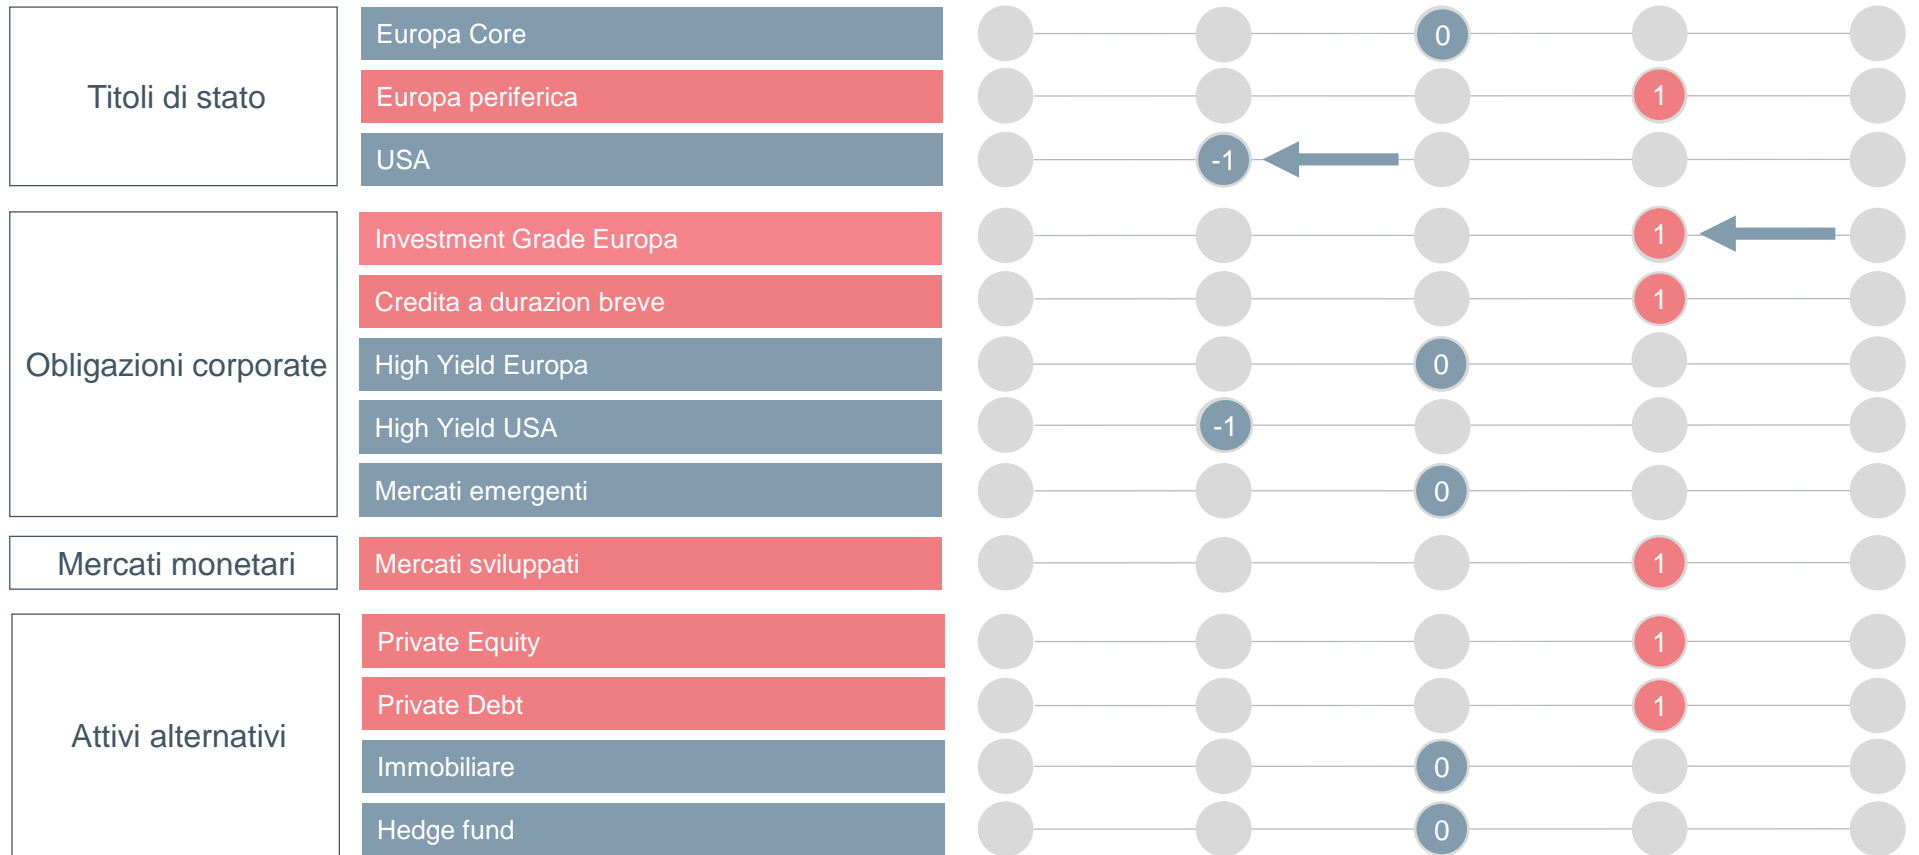 Titoli di stato
Europa Core
0
Europa periferica
1
USA
-1
Obligazioni corporate
Investment Grade Europa
1
Credita a durazion breve
1
High Yield Europa
0
High Yield USA
-1
Mercati emergenti
0
Mercati monetari
Mercati sviluppati
1
Attivi alternativi
Private Equity
1
Private Debt
1
Immobiliare
0
Hedge fund
0